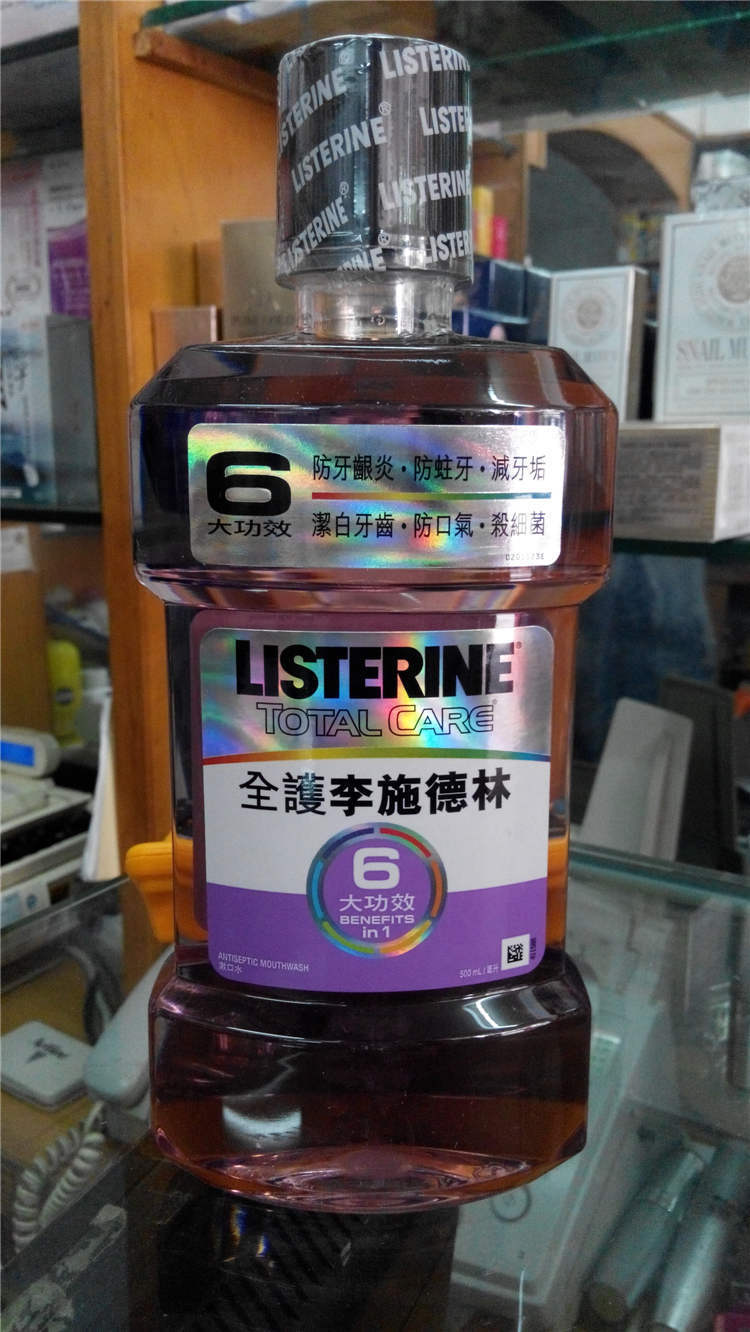 LISTERINE
LISTERINE®
LISTERINE
LISTERINE®
6
大功效
防牙齦炎·防蛀牙·減牙垢
潔白牙齒·防口氣·殺細菌
LISTERINE®
TOTAL CARE
全護李施德林
6
大功效
BENEFITS
in 1
ANTISEPTIC MOUTHWASH
漱口水
500 mL / 毫升